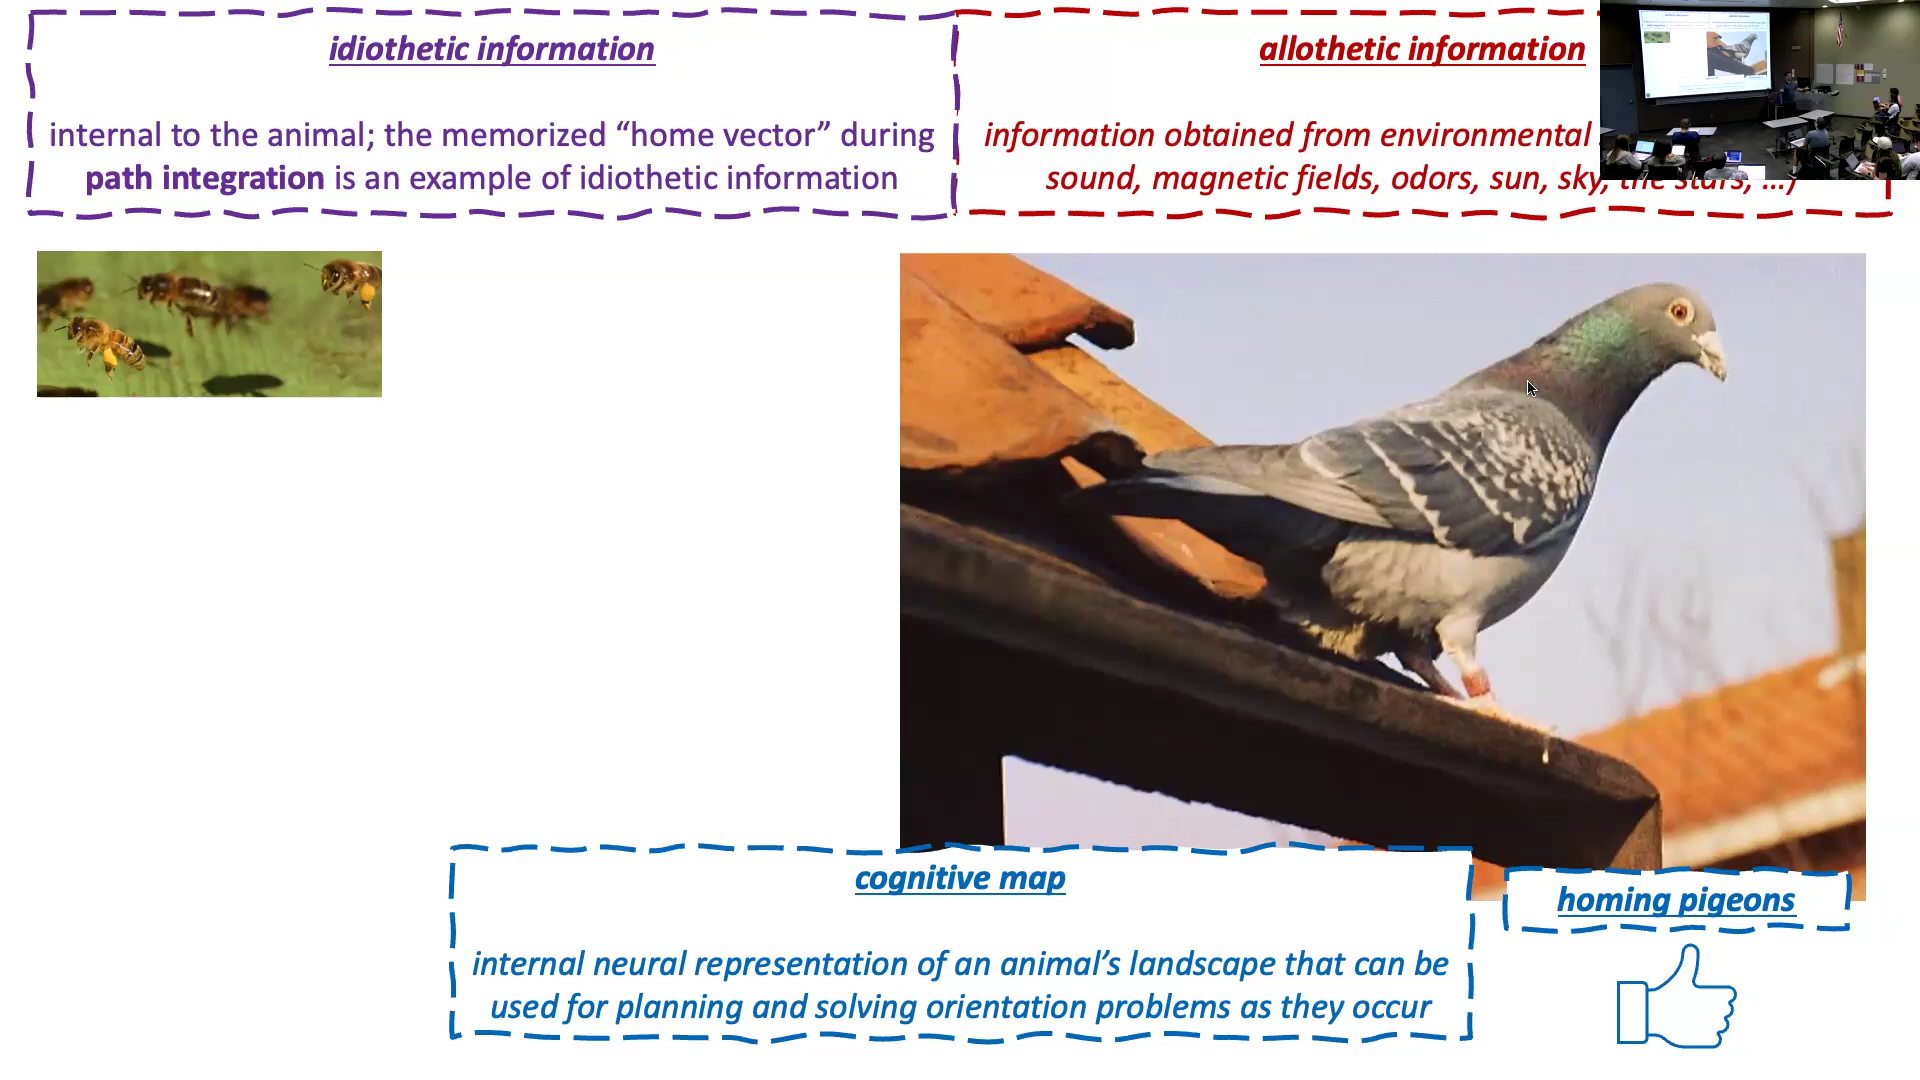 idiothetic information
internal to the animal; the memorized “home vector” during
path integration is an example of idiothetic information
allothetic information
information obtained from environmental
sound, magnetic fields, odors, sun, sky, the stars, …)
cognitive map
internal neural representation of an animal’s landscape that can be
used for planning and solving orientation problems as they occur
homing pigeons